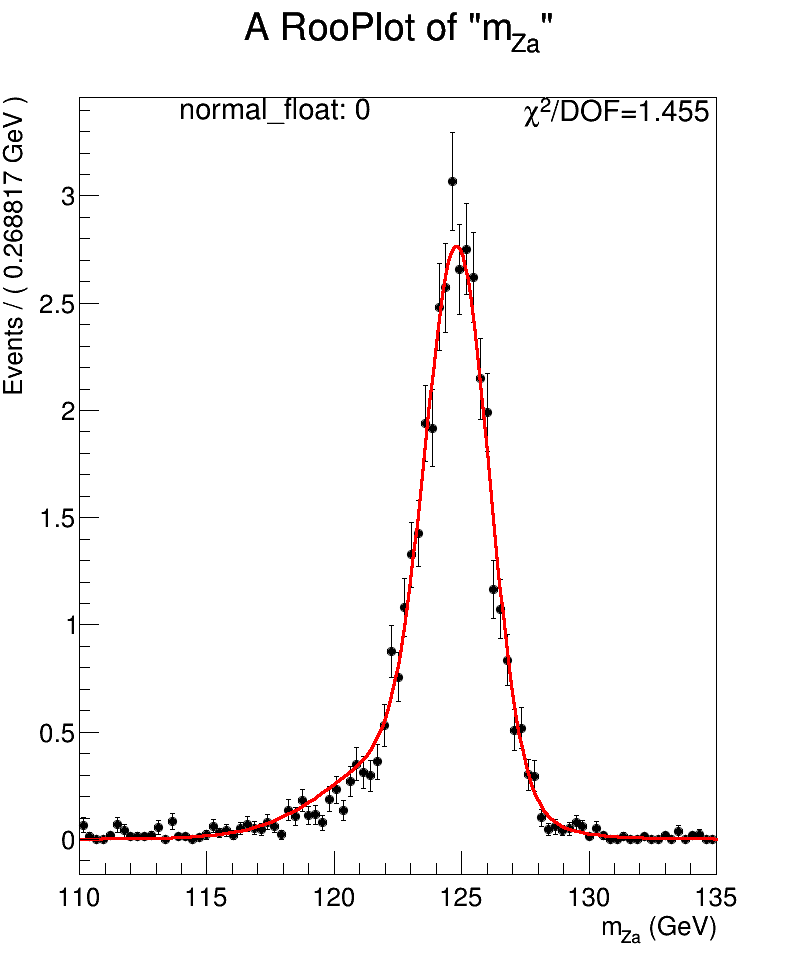 A RooPlot of "m_Za"
normal_float: 0
χ²/DOF=1.455
Events / ( 0.268817 GeV )
3
2.5
2
1.5
1
0.5
0
110 115 120 125 130 135
m_Za (GeV)